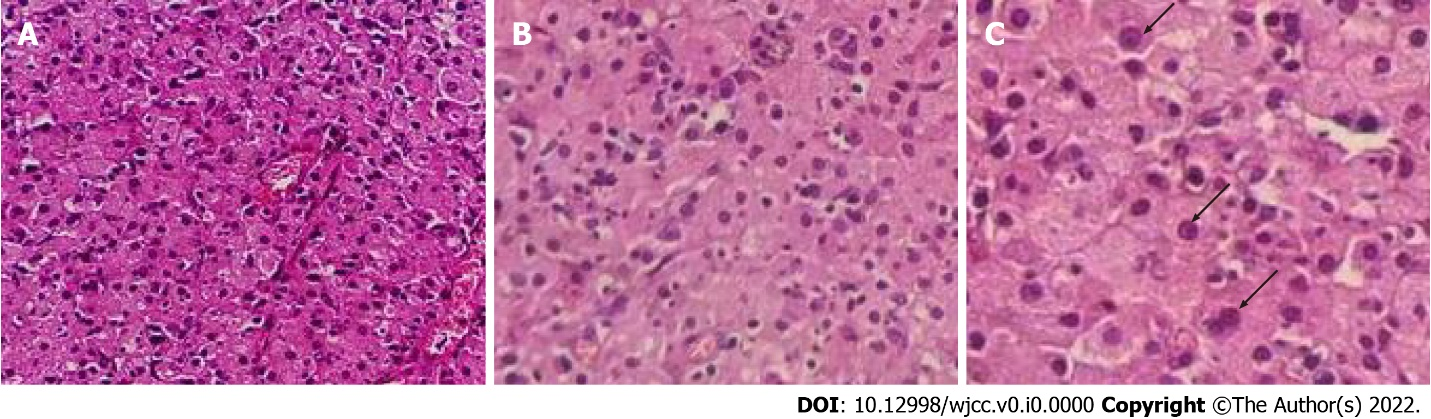 A
B
C
DOI: 10.12998/wjcc.v0.i0.0000 Copyright ©The Author(s) 2022.